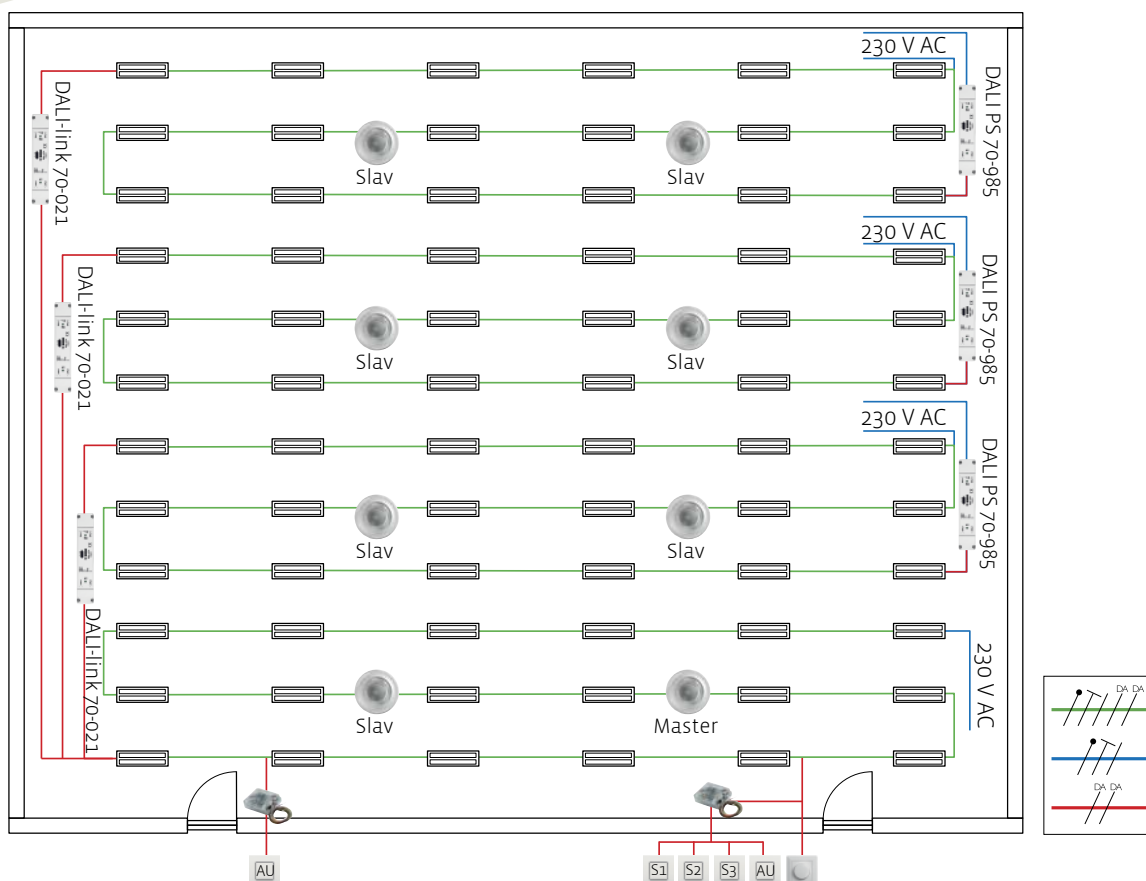 230 V AC
DALI PS 70-985
DALI-link 70-021
Slav
Slav
230 V AC
DALI PS 70-985
DALI-link 70-021
Slav
Slav
230 V AC
DALI PS 70-985
Slav
Slav
DALI-link 70-021
230 V AC
Slav
Master
DA DA
DA DA
AU
S1
S2
S3
AU